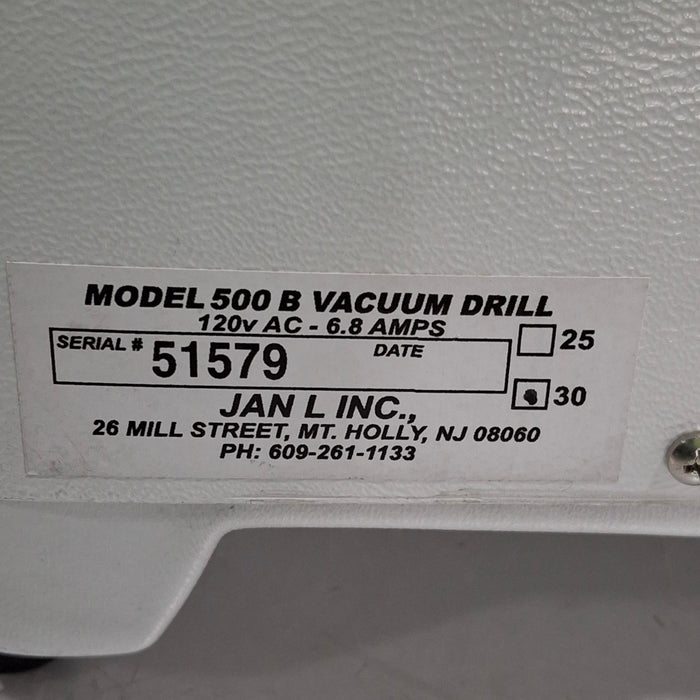 MODEL 500 B VACUUM DRILL
120v AC - 6.8 AMPS
SERIAL # 51579 DATE
25
30
JAN L INC.,
26 MILL STREET, MT. HOLLY, NJ 08060
PH: 609-261-1133